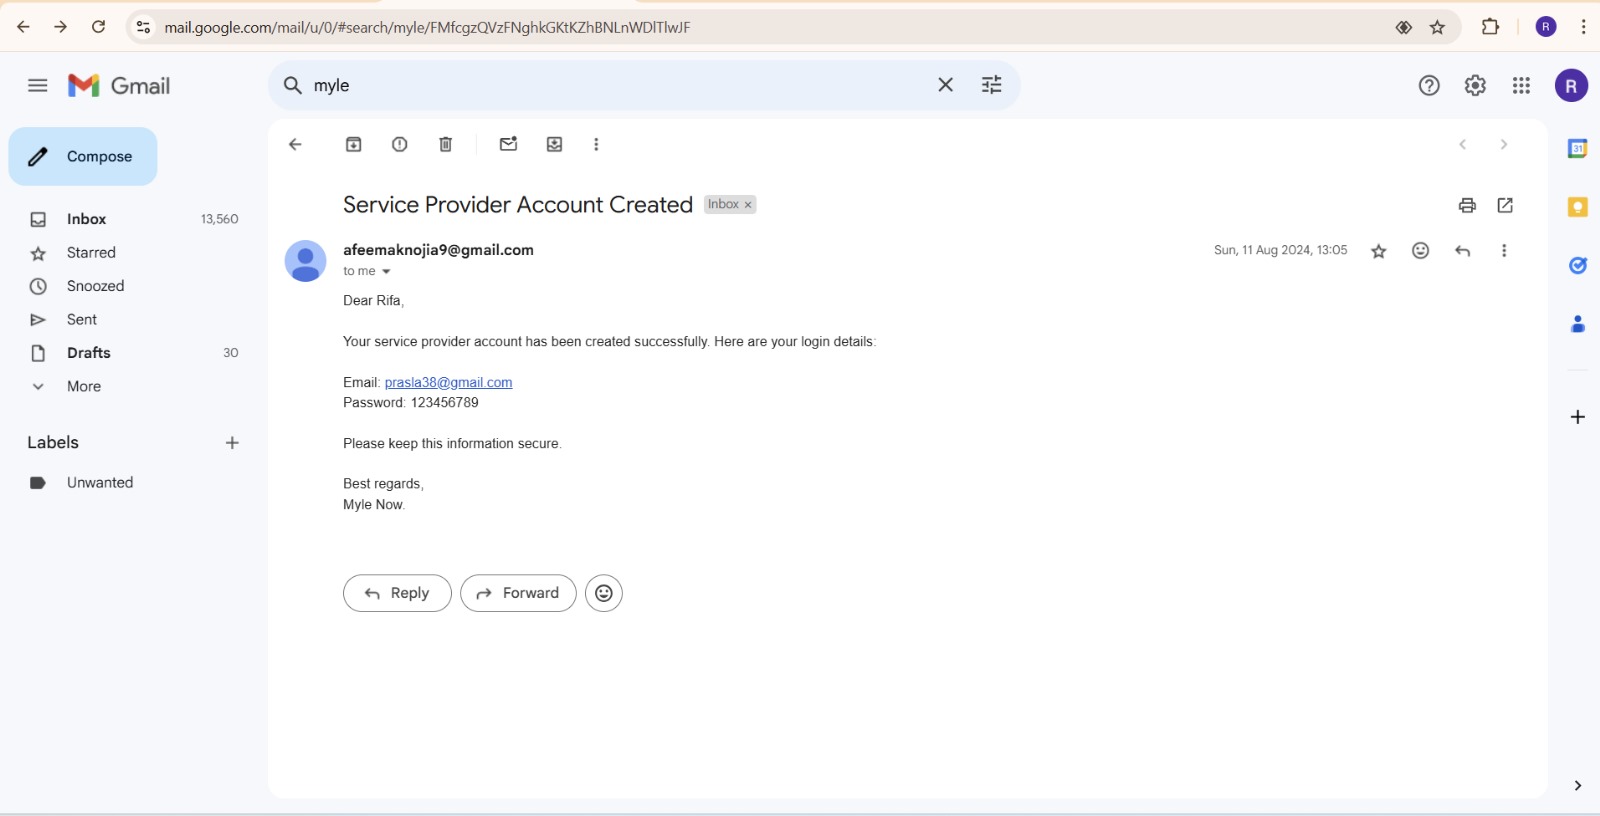 mail.google.com/mail/u/0/#search/myle/FMfcgzQVzFNghkGKtKZhBNLnWDlTlwJF
R
Gmail
myle
R
Compose
31
Service Provider Account Created
Inbox ×
Inbox 13,560
afeemaknojia9@gmail.com
Sun, 11 Aug 2024, 13:05
Starred
to me
Snoozed
Dear Rifa,
Sent
Your service provider account has been created successfully. Here are your login details:
Drafts 30
More
Email: prasla38@gmail.com
Password: 123456789
Labels
Please keep this information secure.
Unwanted
Best regards,
Myle Now.
Reply
Forward